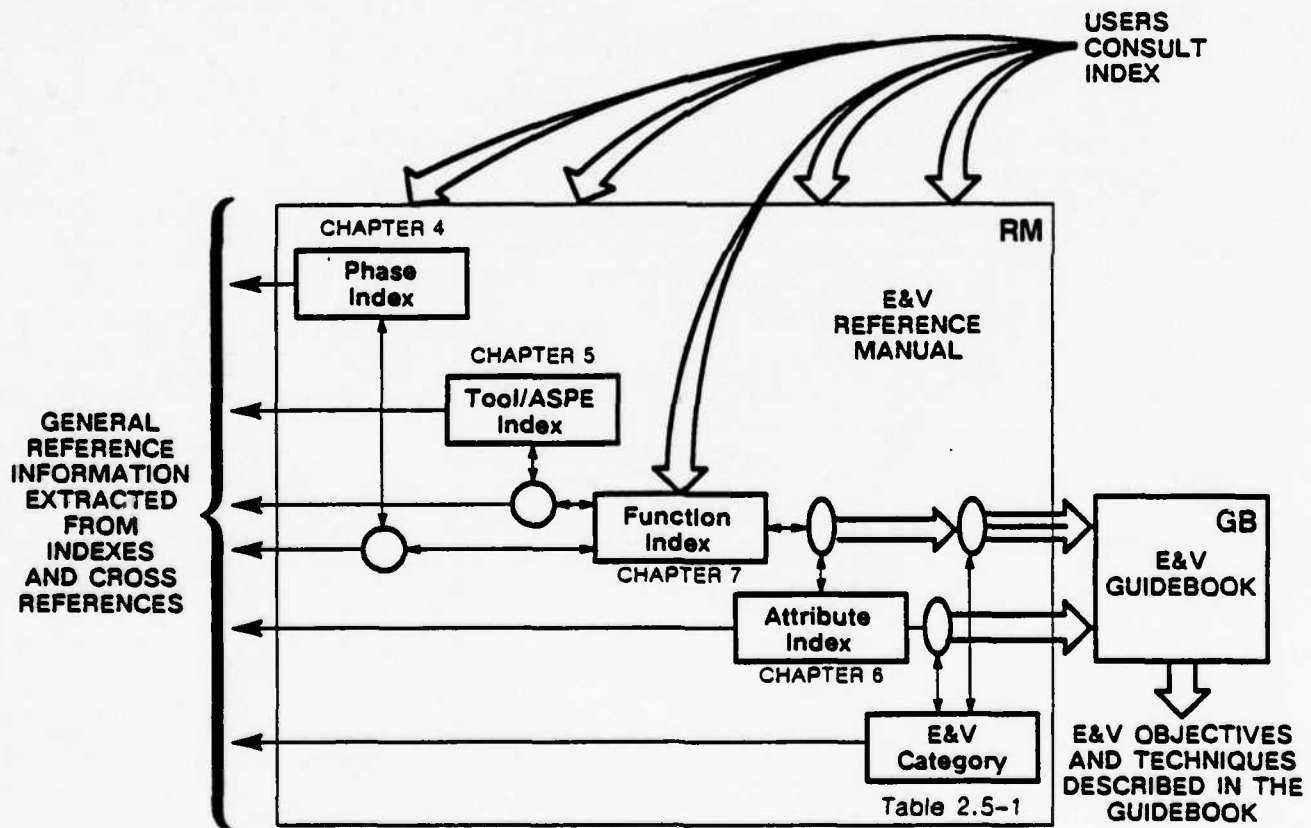 USERS
CONSULT
INDEX
RM
CHAPTER 4
Phase
Index
E&V
REFERENCE
MANUAL
CHAPTER 5
Tool/ASPE
Index
GENERAL
REFERENCE
INFORMATION
EXTRACTED
FROM
INDEXES
AND CROSS
REFERENCES
Function
Index
CHAPTER 7
GB
E&V
GUIDEBOOK
Attribute
Index
CHAPTER 6
E&V
Category
Table 2.5-1
E&V OBJECTIVES
AND TECHNIQUES
DESCRIBED IN THE
GUIDEBOOK